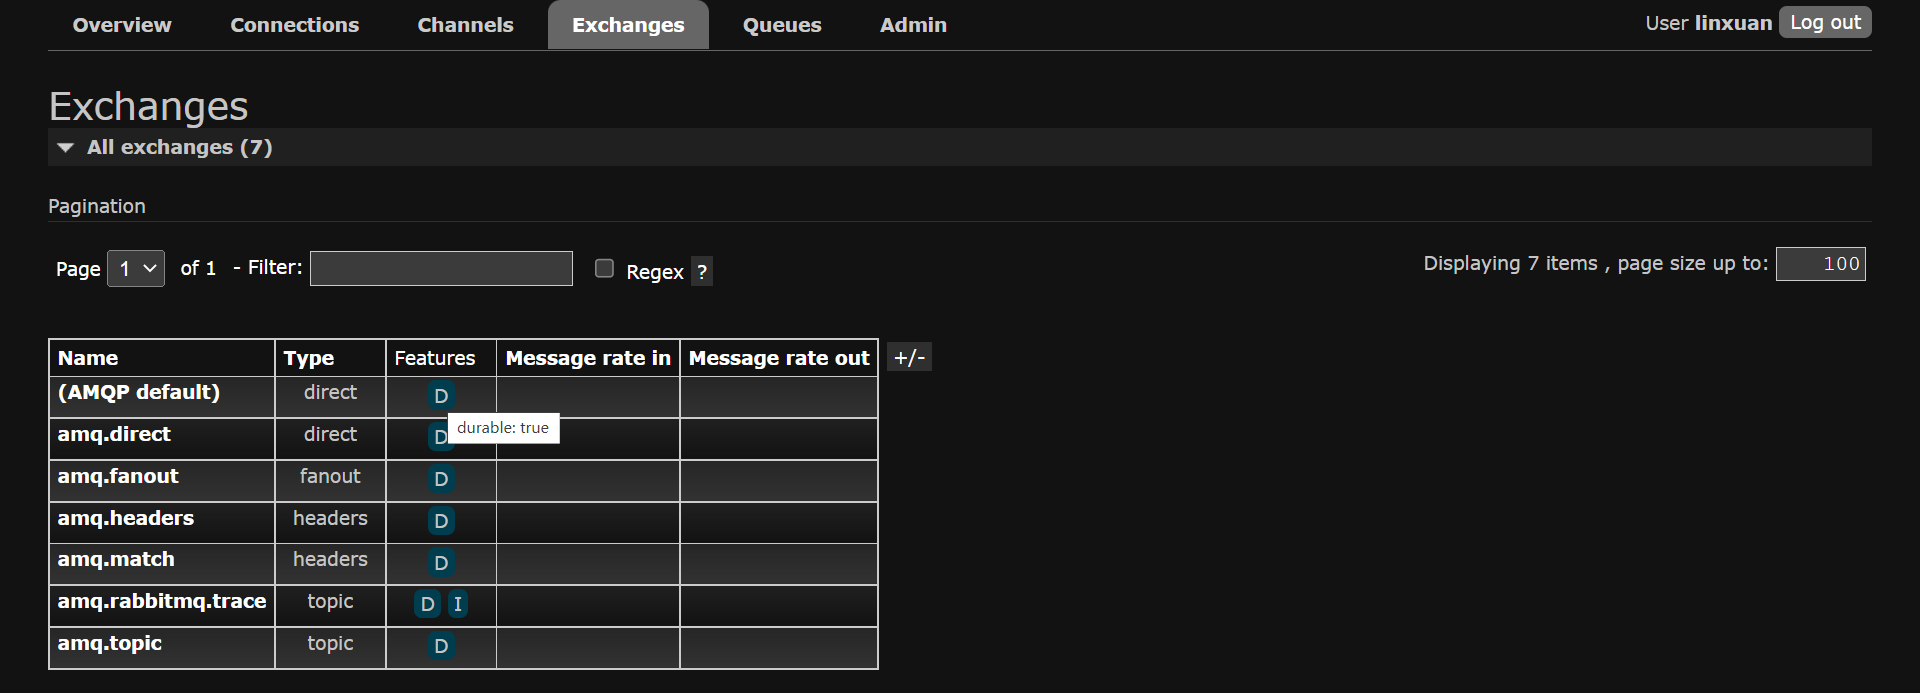 Overview Connections Channels Exchanges Queues Admin User linxuan Log out
Exchanges
All exchanges (7)
Pagination
Page 1 of 1 - Filter: Regex ? Displaying 7 items , page size up to: 100
Name Type Features Message rate in Message rate out +/-
(AMQP default) direct D
durable: true
amq.direct direct D
amq.fanout fanout D
amq.headers headers D
amq.match headers D
amq.rabbitmq.trace topic D I
amq.topic topic D